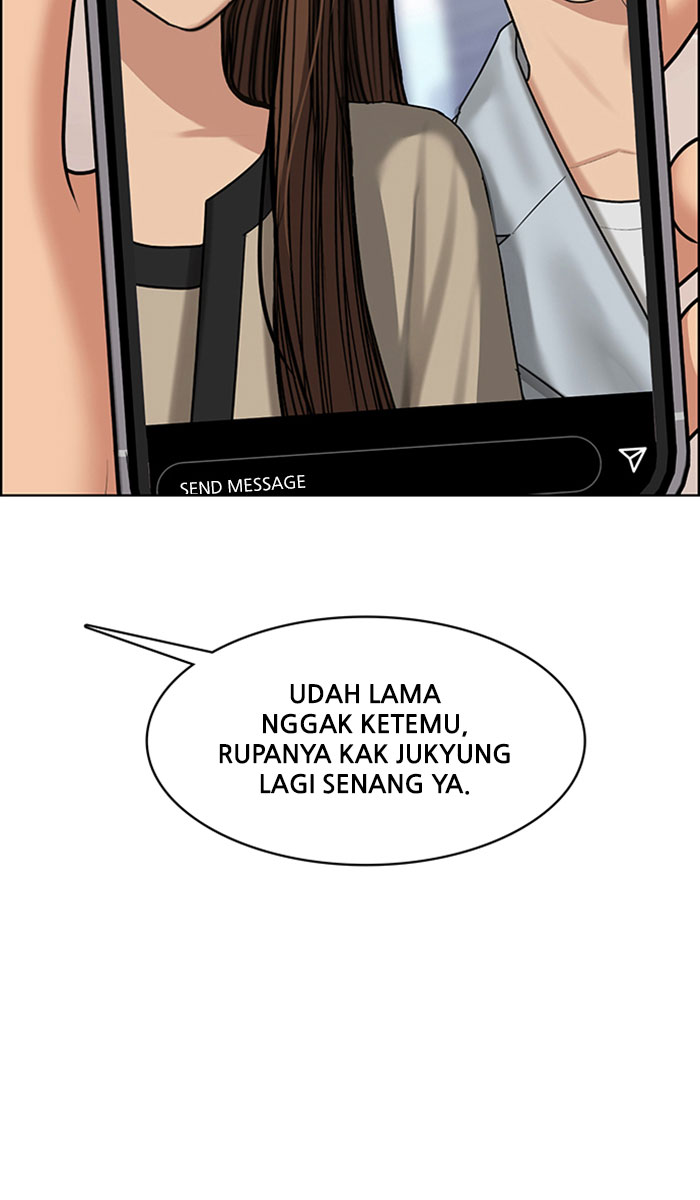 SEND MESSAGE
UDAH LAMA
NGGAK KETEMU,
RUPANYA KAK JUKYUNG
LAGI SENANG YA.